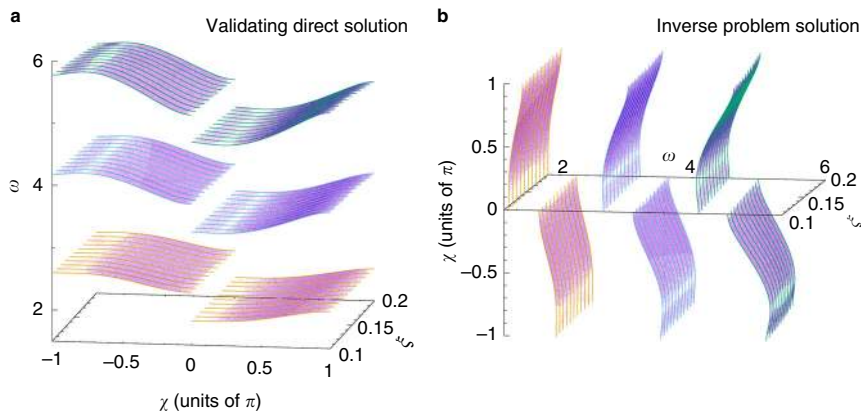 a
Validating direct solution
6
4
2
ω
−1
−0.5
0
0.5
1
χ (units of π)
0.1
0.15
0.2
ξ
b
Inverse problem solution
1
0.5
0
−0.5
−1
χ (units of π)
2
ω
4
6
0.2
0.15
0.1
ξ